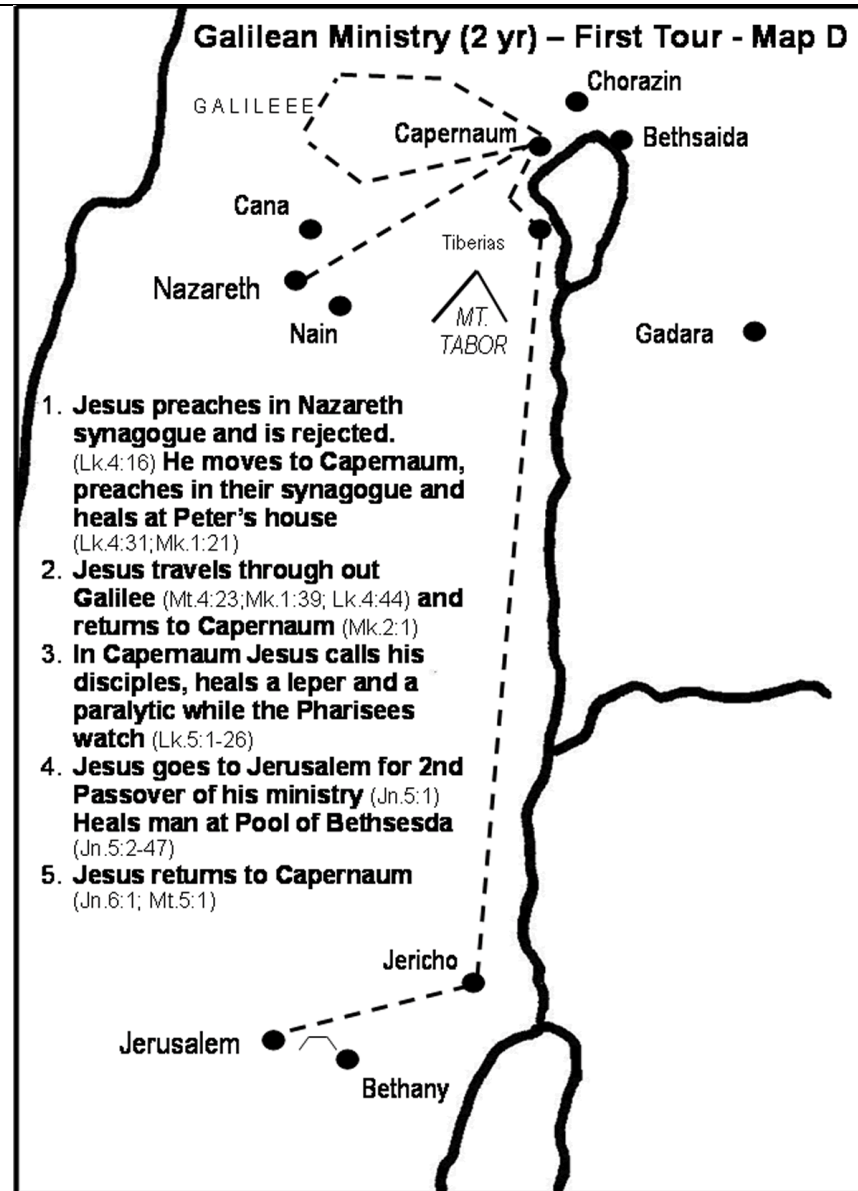 Galilean Ministry (2 yr) – First Tour - Map D
Chorazin
GALILEEE
Capernaum
Bethsaida
Cana
Tiberias
Nazareth
Nain
MT.
TABOR
Gadara
1. Jesus preaches in Nazareth
synagogue and is rejected.
(Lk.4:16) He moves to Capernaum,
preaches in their synagogue and
heals at Peter's house
(Lk.4:31;Mk.1:21)
2. Jesus travels through out
Galilee (Mt.4:23;Mk.1:39; Lk.4:44) and
returns to Capernaum (Mk.2:1)
3. In Capernaum Jesus calls his
disciples, heals a leper and a
paralytic while the Pharisees
watch (Lk.5:1-26)
4. Jesus goes to Jerusalem for 2nd
Passover of his ministry (Jn.5:1)
Heals man at Pool of Bethsesda
(Jn.5:2-47)
5. Jesus returns to Capernaum
(Jn.6:1; Mt.5:1)
Jericho
Jerusalem
Bethany